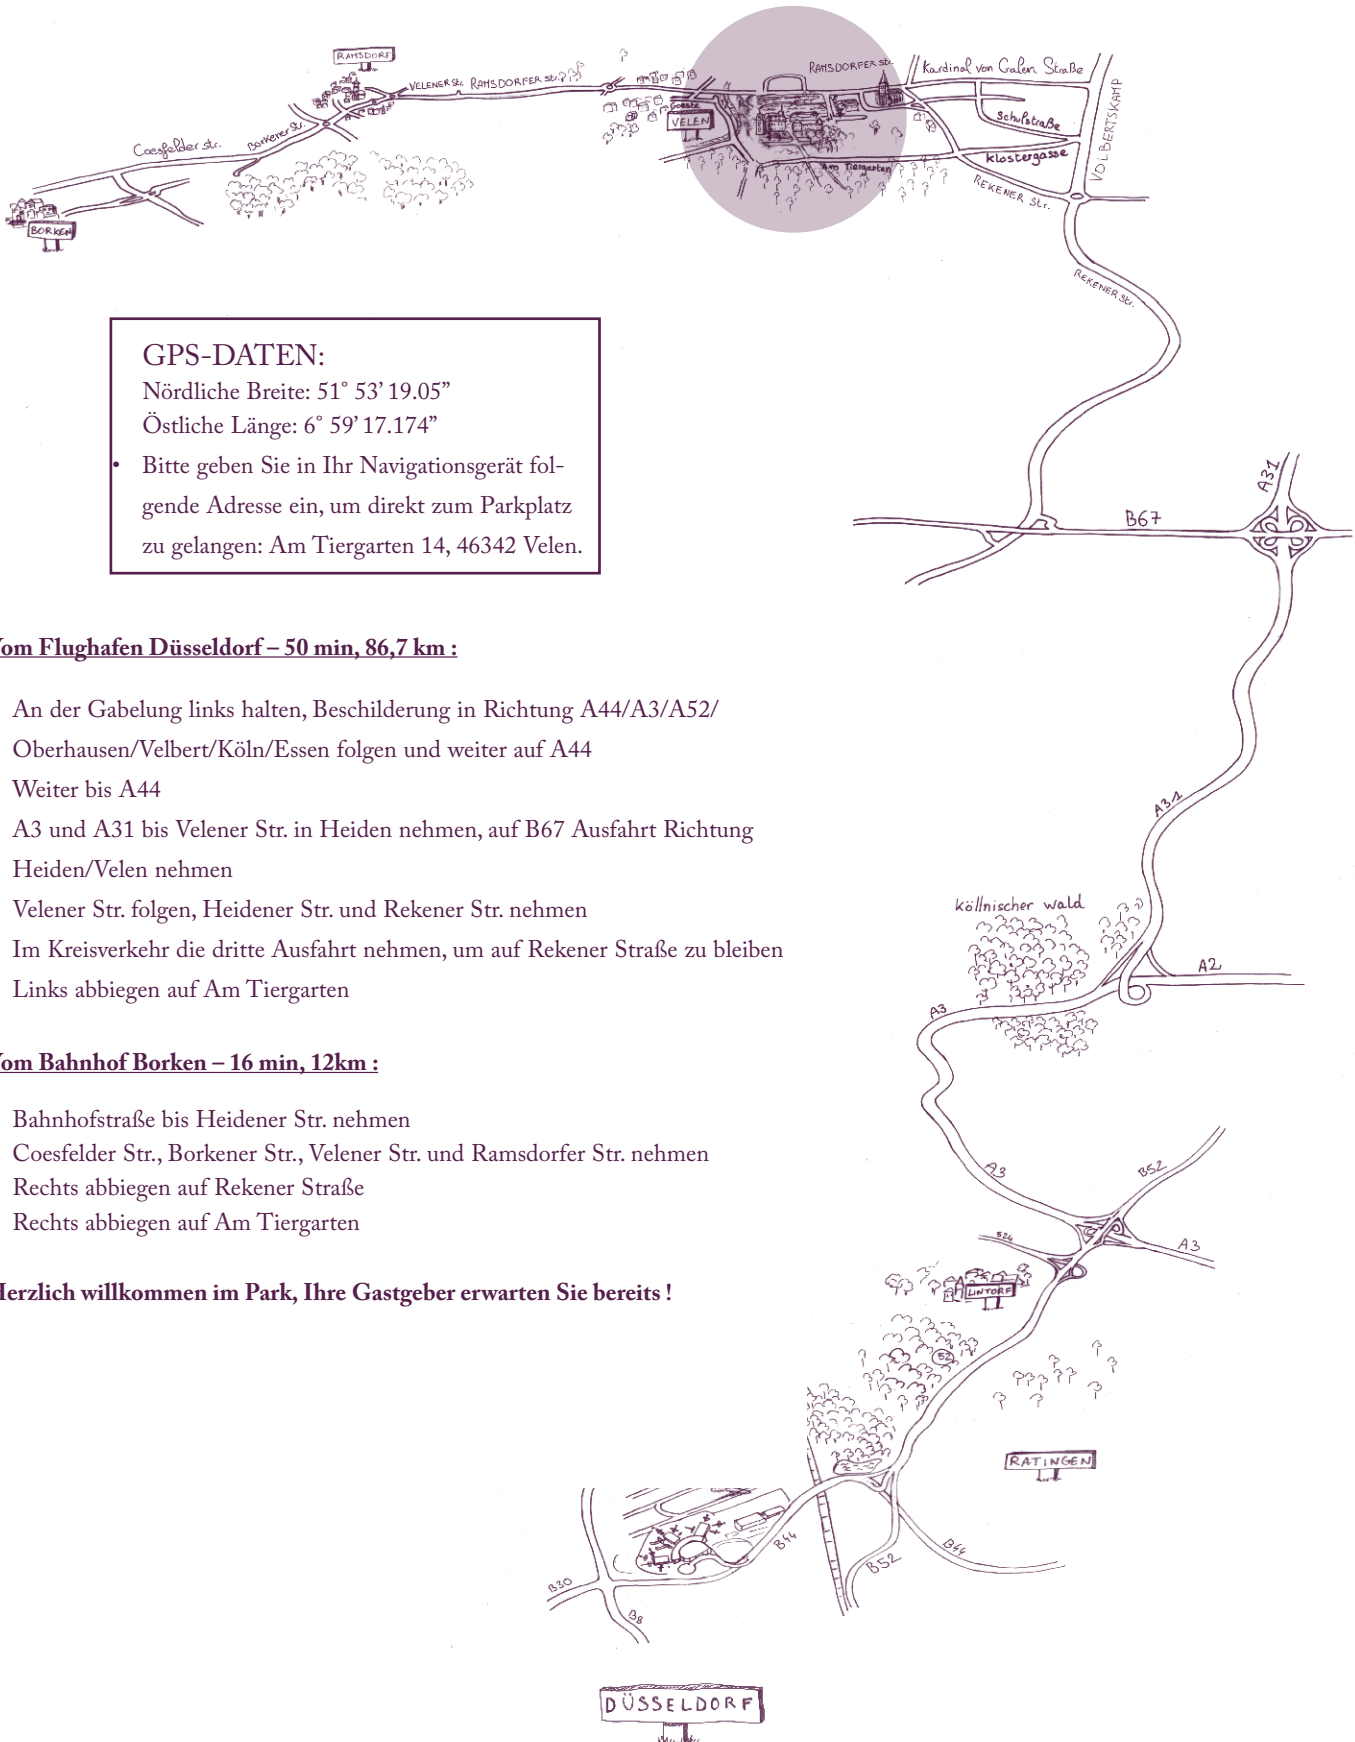 RAMSDORF
VELENER Str. RAMSDORFER Str.
RAMSDORFER Str.
Kardinal von Galen Straße
VOLBERTSKAMP
Schulstraße
Klostergasse
Goeste
VELEN
Am Tiergarten
REKENER Str.
Coesfelder str.
Borkener Str.
BORKEN
REKENER Str.
GPS-DATEN:
Nördliche Breite: 51° 53’ 19.05”
Östliche Länge: 6° 59’ 17.174”
• Bitte geben Sie in Ihr Navigationsgerät fol-
gende Adresse ein, um direkt zum Parkplatz
zu gelangen: Am Tiergarten 14, 46342 Velen.
A31
B67
Vom Flughafen Düsseldorf – 50 min, 86,7 km :
An der Gabelung links halten, Beschilderung in Richtung A44/A3/A52/
Oberhausen/Velbert/Köln/Essen folgen und weiter auf A44
Weiter bis A44
A3 und A31 bis Velener Str. in Heiden nehmen, auf B67 Ausfahrt Richtung
Heiden/Velen nehmen
Velener Str. folgen, Heidener Str. und Rekener Str. nehmen
Im Kreisverkehr die dritte Ausfahrt nehmen, um auf Rekener Straße zu bleiben
Links abbiegen auf Am Tiergarten
Vom Bahnhof Borken – 16 min, 12km :
Bahnhofstraße bis Heidener Str. nehmen
Coesfelder Str., Borkener Str., Velener Str. und Ramsdorfer Str. nehmen
Rechts abbiegen auf Rekener Straße
Rechts abbiegen auf Am Tiergarten
Herzlich willkommen im Park, Ihre Gastgeber erwarten Sie bereits !
A31
köllnischer wald
A2
A3
A3
B52
524
A3
LINTORF
52
RATINGEN
B44
B52
B44
B30
B8
DÜSSELDORF